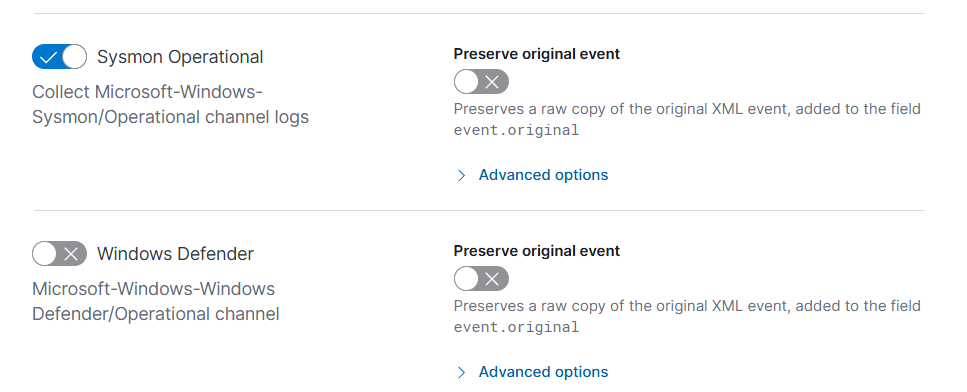 Sysmon Operational
Collect Microsoft-Windows-
Sysmon/Operational channel logs
Preserve original event
Preserves a raw copy of the original XML event, added to the field
event.original
Advanced options
Windows Defender
Microsoft-Windows-Windows
Defender/Operational channel
Preserve original event
Preserves a raw copy of the original XML event, added to the field
event.original
Advanced options